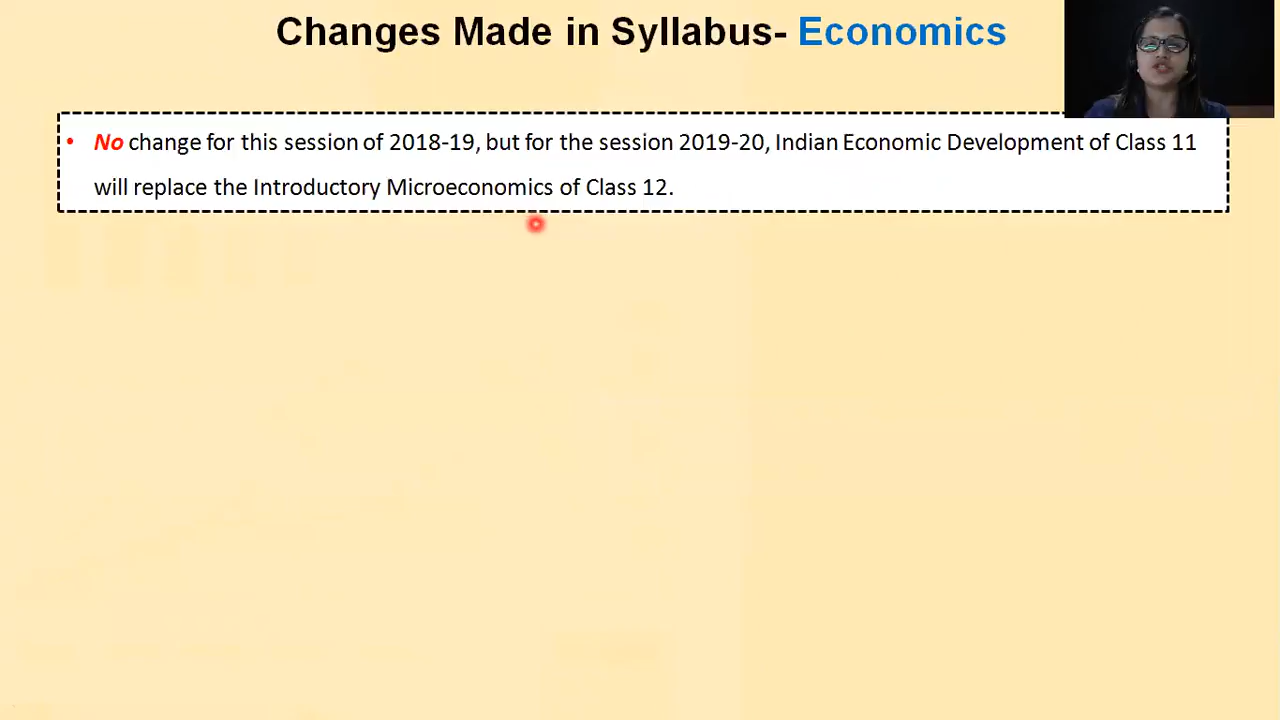 Changes Made in Syllabus- Economics
• No change for this session of 2018-19, but for the session 2019-20, Indian Economic Development of Class 11
will replace the Introductory Microeconomics of Class 12.